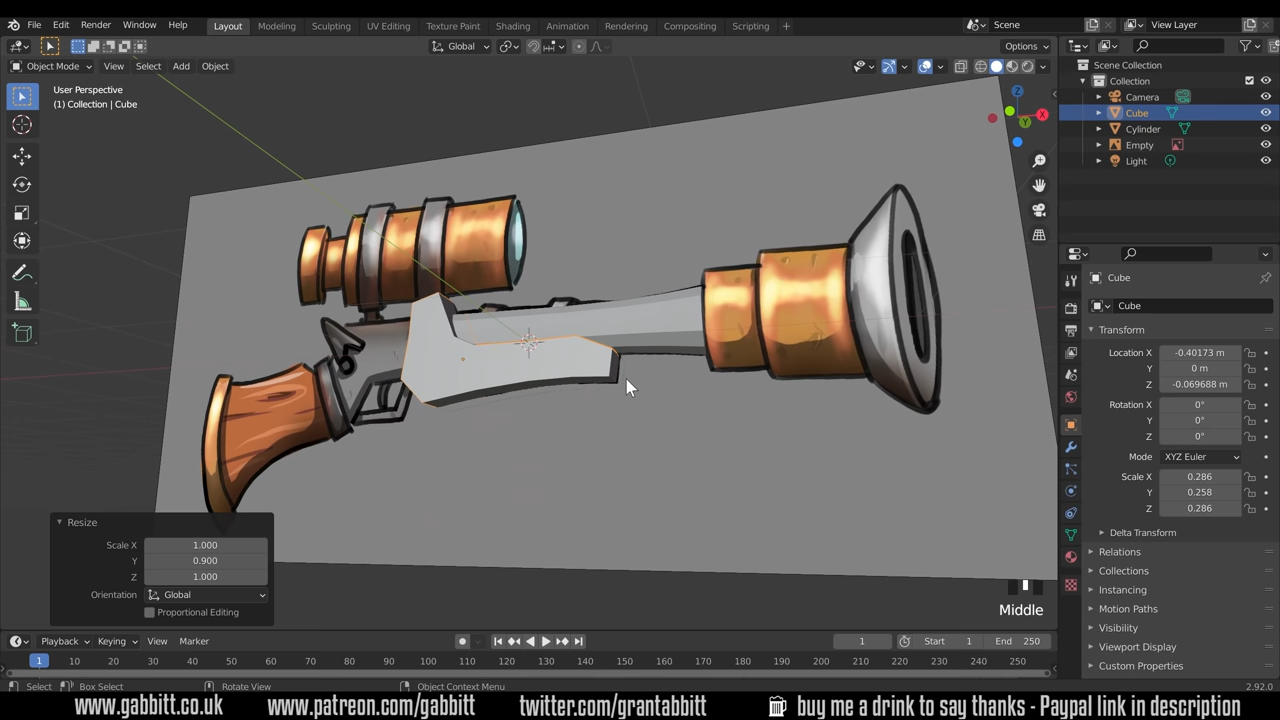 File Edit Render Window Help Layout Modeling Sculpting UV Editing Texture Paint Shading Animation Rendering Compositing Scripting + Scene View Layer
Global Options
Object Mode View Select Add Object
User Perspective
(1) Collection | Cube
Scene Collection
Collection
Camera
Cube
Cylinder
Empty
Light
Z
X
Y
Cube
Cube
Transform
Location X -0.40173 m
Y 0 m
Z -0.069688 m
Rotation X 0°
Y 0°
Z 0°
Mode XYZ Euler
Scale X 0.286
Y 0.258
Z 0.286
Delta Transform
Relations
Collections
Instancing
Motion Paths
Visibility
Viewport Display
Custom Properties
Resize
Scale X 1.000
Y 0.900
Z 1.000
Orientation Global
Proportional Editing
Middle
Playback Keying View Marker 1 Start 1 End 250
1 10 20 30 40 50 60 70 80 90 100 110 120 130 140 150 160 170 180 190 200 210 220 230 240 250
Select Box Select Rotate View Object Context Menu 2.92.0
www.gabbitt.co.uk www.patreon.com/gabbitt twitter.com/grantabbitt buy me a drink to say thanks - Paypal link in description